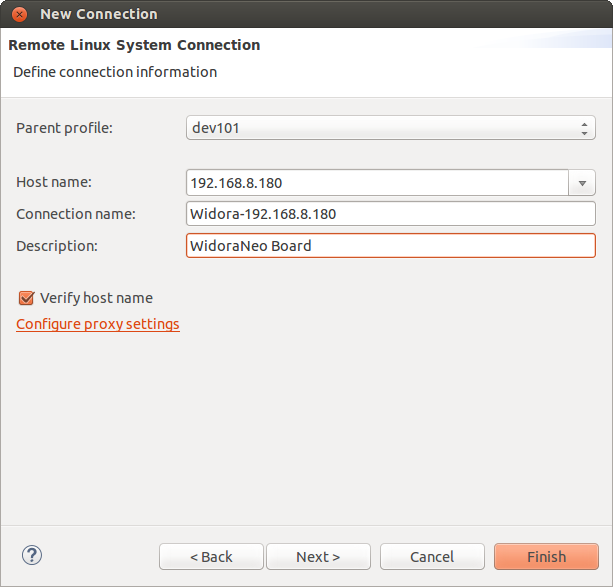 New Connection
Remote Linux System Connection
Define connection information
Parent profile: dev101
Host name: 192.168.8.180
Connection name: Widora-192.168.8.180
Description: WidoraNeo Board
Verify host name
Configure proxy settings
? < Back Next > Cancel Finish